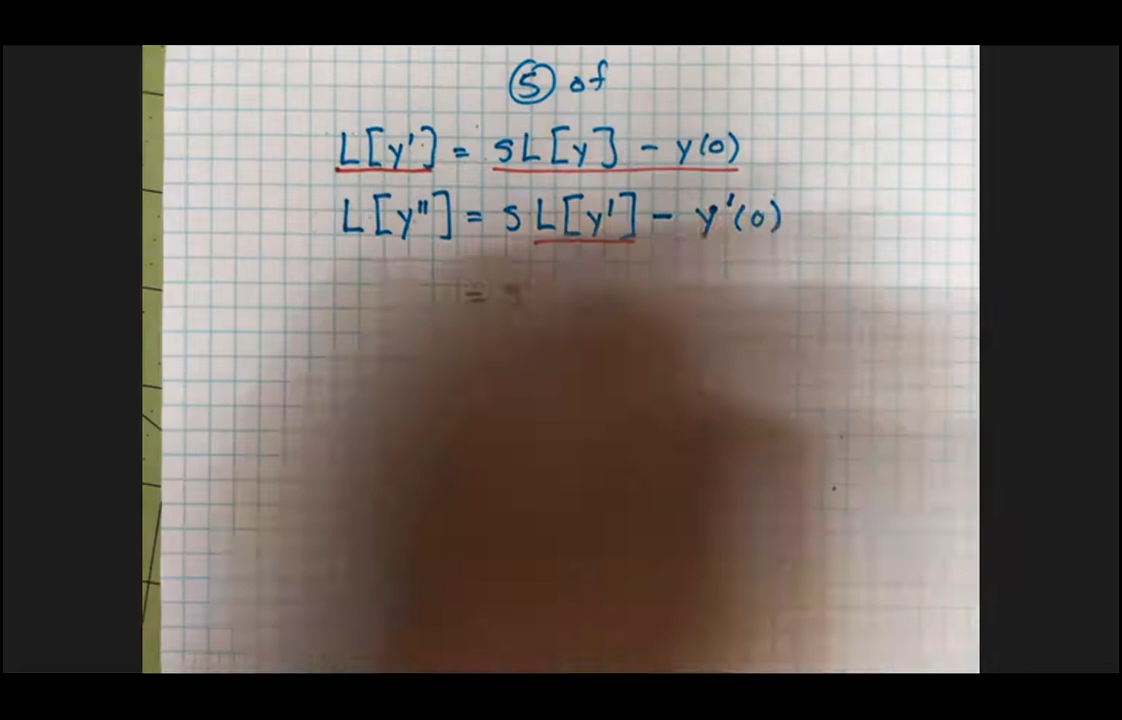 ⑤ of
L[y'] = sL[y] - y(0)
L[y"] = sL[y'] - y'(0)
= s